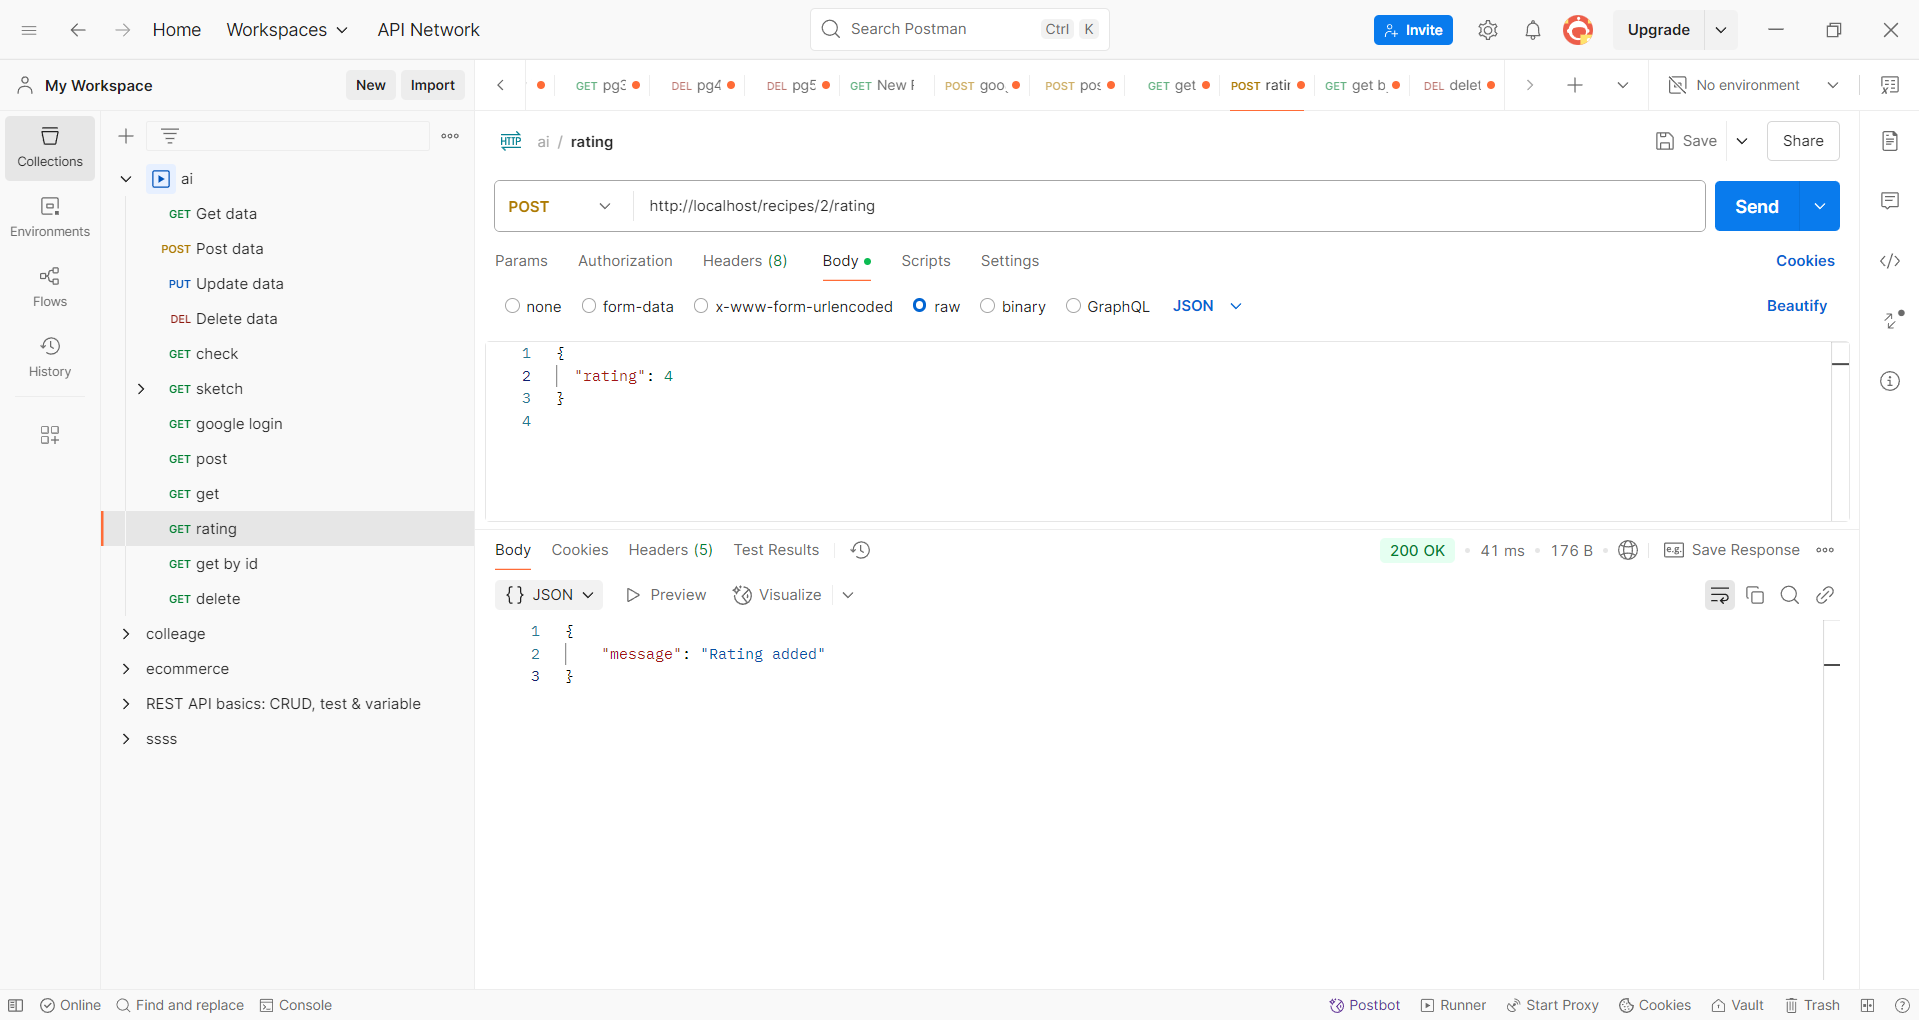 Home Workspaces API Network Search Postman Ctrl K Invite Upgrade
My Workspace New Import
GET pg3 DEL pg4 DEL pg5 GET New POST goo POST pos GET get POST ratir GET get b DEL delet No environment
Collections
Environments
Flows
History
ai
GET Get data
POST Post data
PUT Update data
DEL Delete data
GET check
GET sketch
GET google login
GET post
GET get
GET rating
GET get by id
GET delete
colleage
ecommerce
REST API basics: CRUD, test & variable
ssss
HTTP ai / rating Save Share
POST http://localhost/recipes/2/rating Send
Params Authorization Headers (8) Body Scripts Settings Cookies
none form-data x-www-form-urlencoded raw binary GraphQL JSON Beautify
1 {
2 "rating": 4
3 }
4
Body Cookies Headers (5) Test Results 200 OK 41 ms 176 B e.g. Save Response
{} JSON Preview Visualize
1 {
2 "message": "Rating added"
3 }
Online Find and replace Console Postbot Runner Start Proxy Cookies Vault Trash